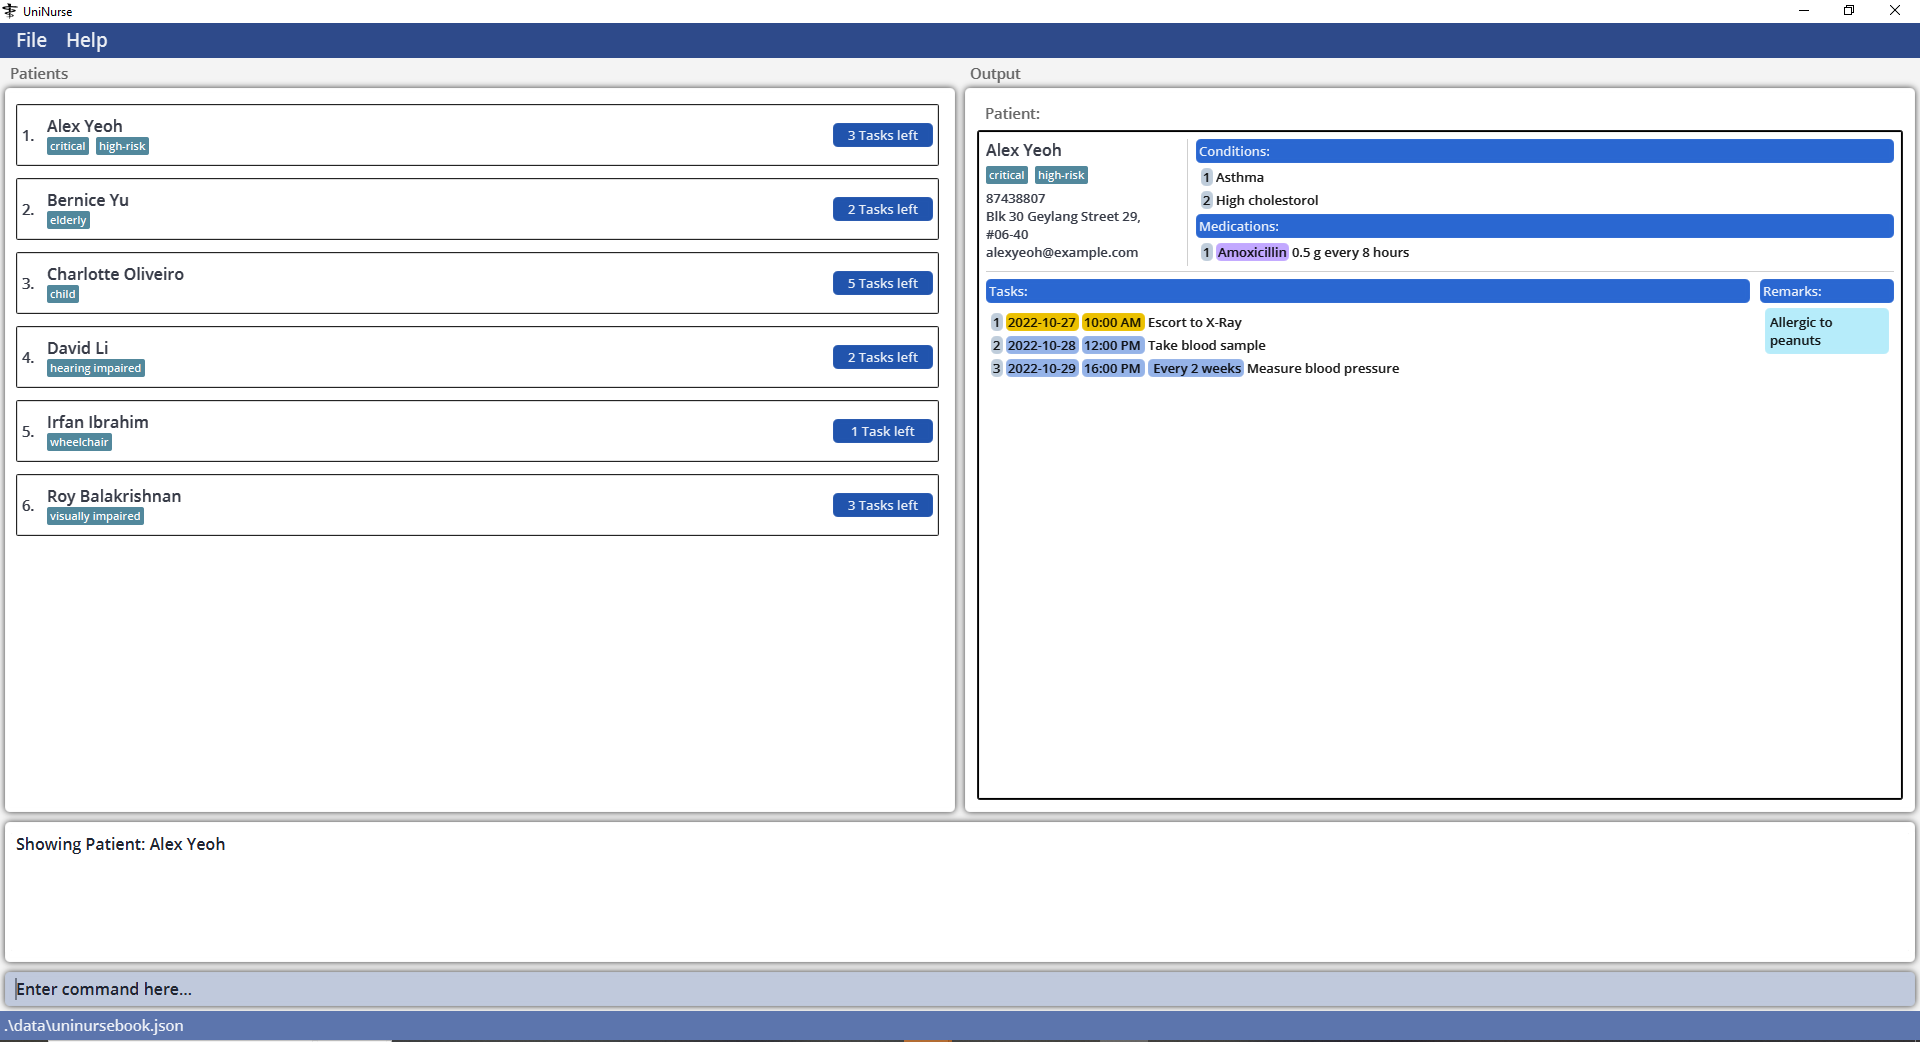 UniNurse
File Help
Patients
1. Alex Yeoh
critical high-risk
3 Tasks left
2. Bernice Yu
elderly
2 Tasks left
3. Charlotte Oliveiro
child
5 Tasks left
4. David Li
hearing impaired
2 Tasks left
5. Irfan Ibrahim
wheelchair
1 Task left
6. Roy Balakrishnan
visually impaired
3 Tasks left
Output
Patient:
Alex Yeoh
critical high-risk
87438807
Blk 30 Geylang Street 29,
#06-40
alexyeoh@example.com
Conditions:
1 Asthma
2 High cholestorol
Medications:
1 Amoxicillin 0.5 g every 8 hours
Tasks:
1 2022-10-27 10:00 AM Escort to X-Ray
2 2022-10-28 12:00 PM Take blood sample
3 2022-10-29 16:00 PM Every 2 weeks Measure blood pressure
Remarks:
Allergic to
peanuts
Showing Patient: Alex Yeoh
Enter command here...
.\data\uninursebook.json